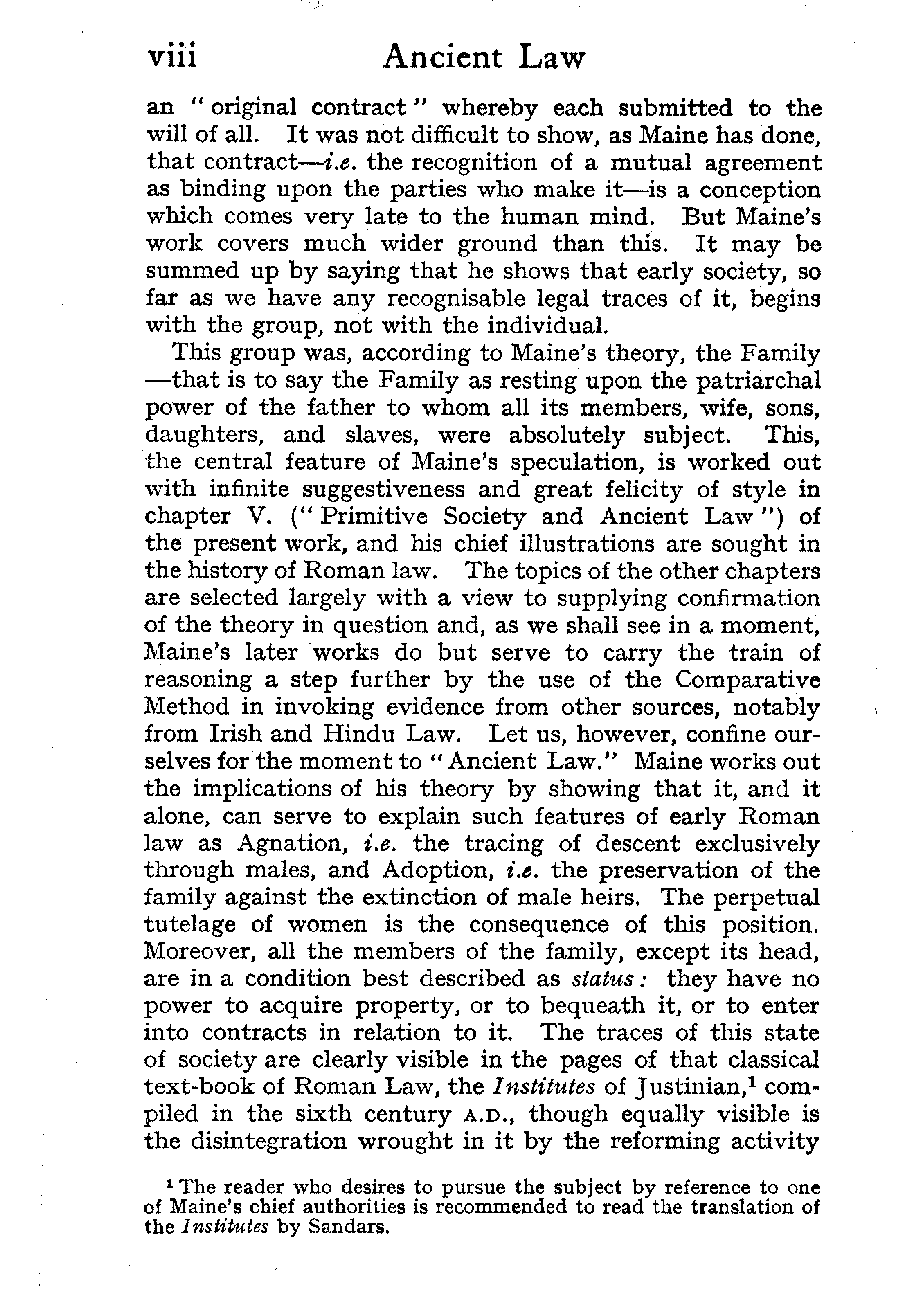 viii Ancient Law
an “ original contract ” whereby each submitted to the
will of all. It was not difficult to show, as Maine has done,
that contract—i.e. the recognition of a mutual agreement
as binding upon the parties who make it—is a conception
which comes very late to the human mind. But Maine’s
work covers much wider ground than this. It may be
summed up by saying that he shows that early society, so
far as we have any recognisable legal traces of it, begins
with the group, not with the individual.
This group was, according to Maine’s theory, the Family
—that is to say the Family as resting upon the patriarchal
power of the father to whom all its members, wife, sons,
daughters, and slaves, were absolutely subject. This,
the central feature of Maine’s speculation, is worked out
with infinite suggestiveness and great felicity of style in
chapter V. (“ Primitive Society and Ancient Law ”) of
the present work, and his chief illustrations are sought in
the history of Roman law. The topics of the other chapters
are selected largely with a view to supplying confirmation
of the theory in question and, as we shall see in a moment,
Maine’s later works do but serve to carry the train of
reasoning a step further by the use of the Comparative
Method in invoking evidence from other sources, notably
from Irish and Hindu Law. Let us, however, confine our-
selves for the moment to “ Ancient Law.” Maine works out
the implications of his theory by showing that it, and it
alone, can serve to explain such features of early Roman
law as Agnation, i.e. the tracing of descent exclusively
through males, and Adoption, i.e. the preservation of the
family against the extinction of male heirs. The perpetual
tutelage of women is the consequence of this position.
Moreover, all the members of the family, except its head,
are in a condition best described as status : they have no
power to acquire property, or to bequeath it, or to enter
into contracts in relation to it. The traces of this state
of society are clearly visible in the pages of that classical
text-book of Roman Law, the Institutes of Justinian,¹ com-
piled in the sixth century A.D., though equally visible is
the disintegration wrought in it by the reforming activity
¹ The reader who desires to pursue the subject by reference to one
of Maine’s chief authorities is recommended to read the translation of
the Institutes by Sandars.